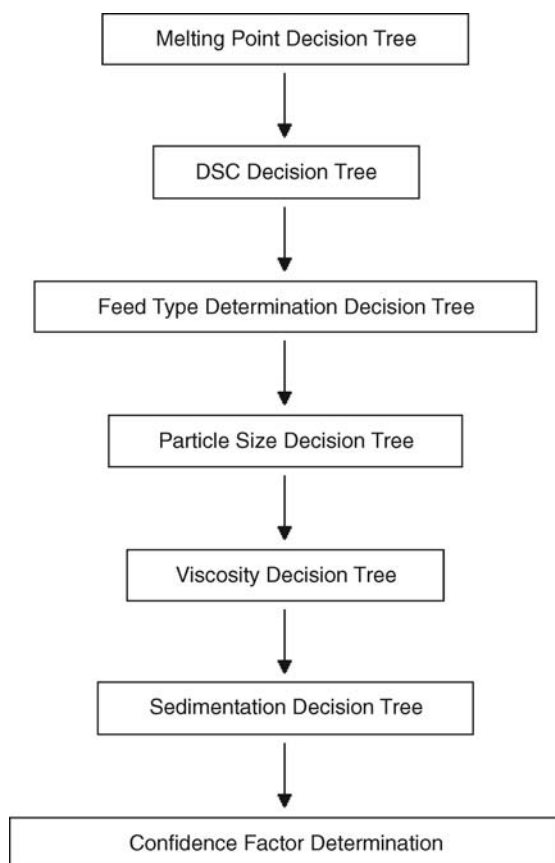 Melting Point Decision Tree
DSC Decision Tree
Feed Type Determination Decision Tree
Particle Size Decision Tree
Viscosity Decision Tree
Sedimentation Decision Tree
Confidence Factor Determination